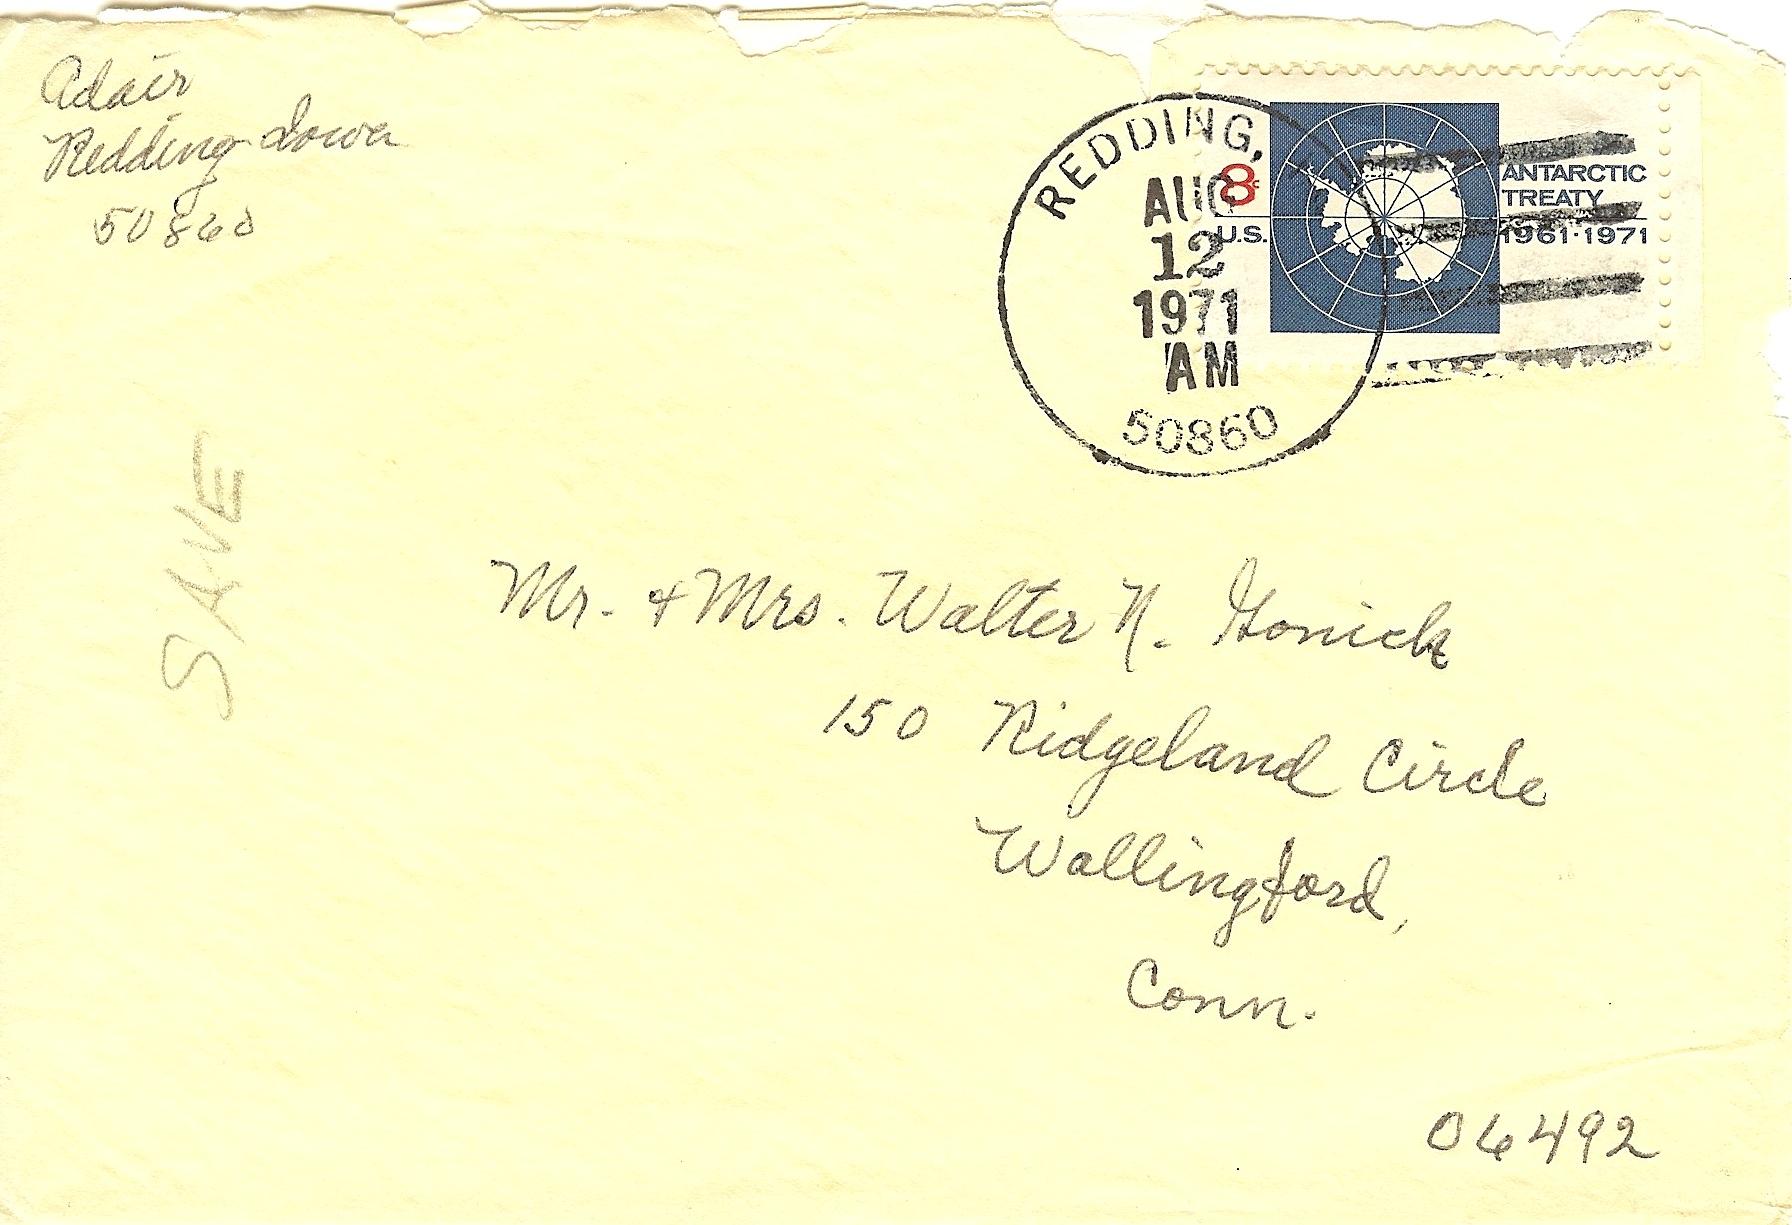 Adair
Redding Iowa
50860
REDDING,
AUG
12
1971
AM
50860
8c
U.S.
ANTARCTIC
TREATY
1961·1971
SAVE
Mr. & Mrs. Walter N. Gonick
150 Ridgeland Circle
Wallingford,
Conn.
06492